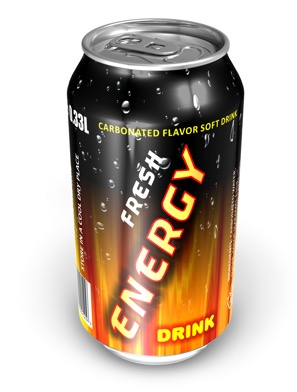 0.33L
CARBONATED FLAVOR SOFT DRINK
STORE IN A COOL DRY PLACE
FRESH
ENERGY
DRINK